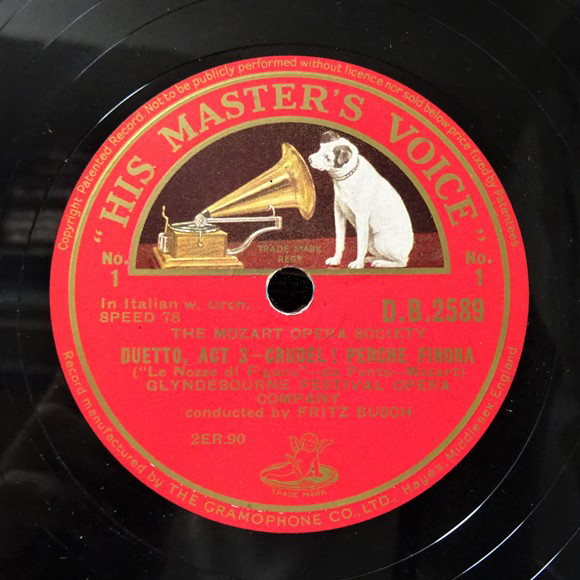 Copyright Patented Record. Not to be publicly performed without licence nor sold below price fixed by Patentees
"HIS MASTER'S VOICE"
TRADE MARK
REGD
No.
1
No.
1
In Italian w. orch.
SPEED 78
D.B.2589
THE MOZART OPERA SOCIETY
DUETTO, ACT 3—CRUDEL! PERCHE FINORA
("Le Nozze di Figaro"—da Ponte—Mozart)
GLYNDEBOURNE FESTIVAL OPERA
COMPANY
conducted by FRITZ BUSCH
2ER.90
TRADE MARK
Record manufactured by THE GRAMOPHONE CO., LTD., Hayes, Middlesex, England